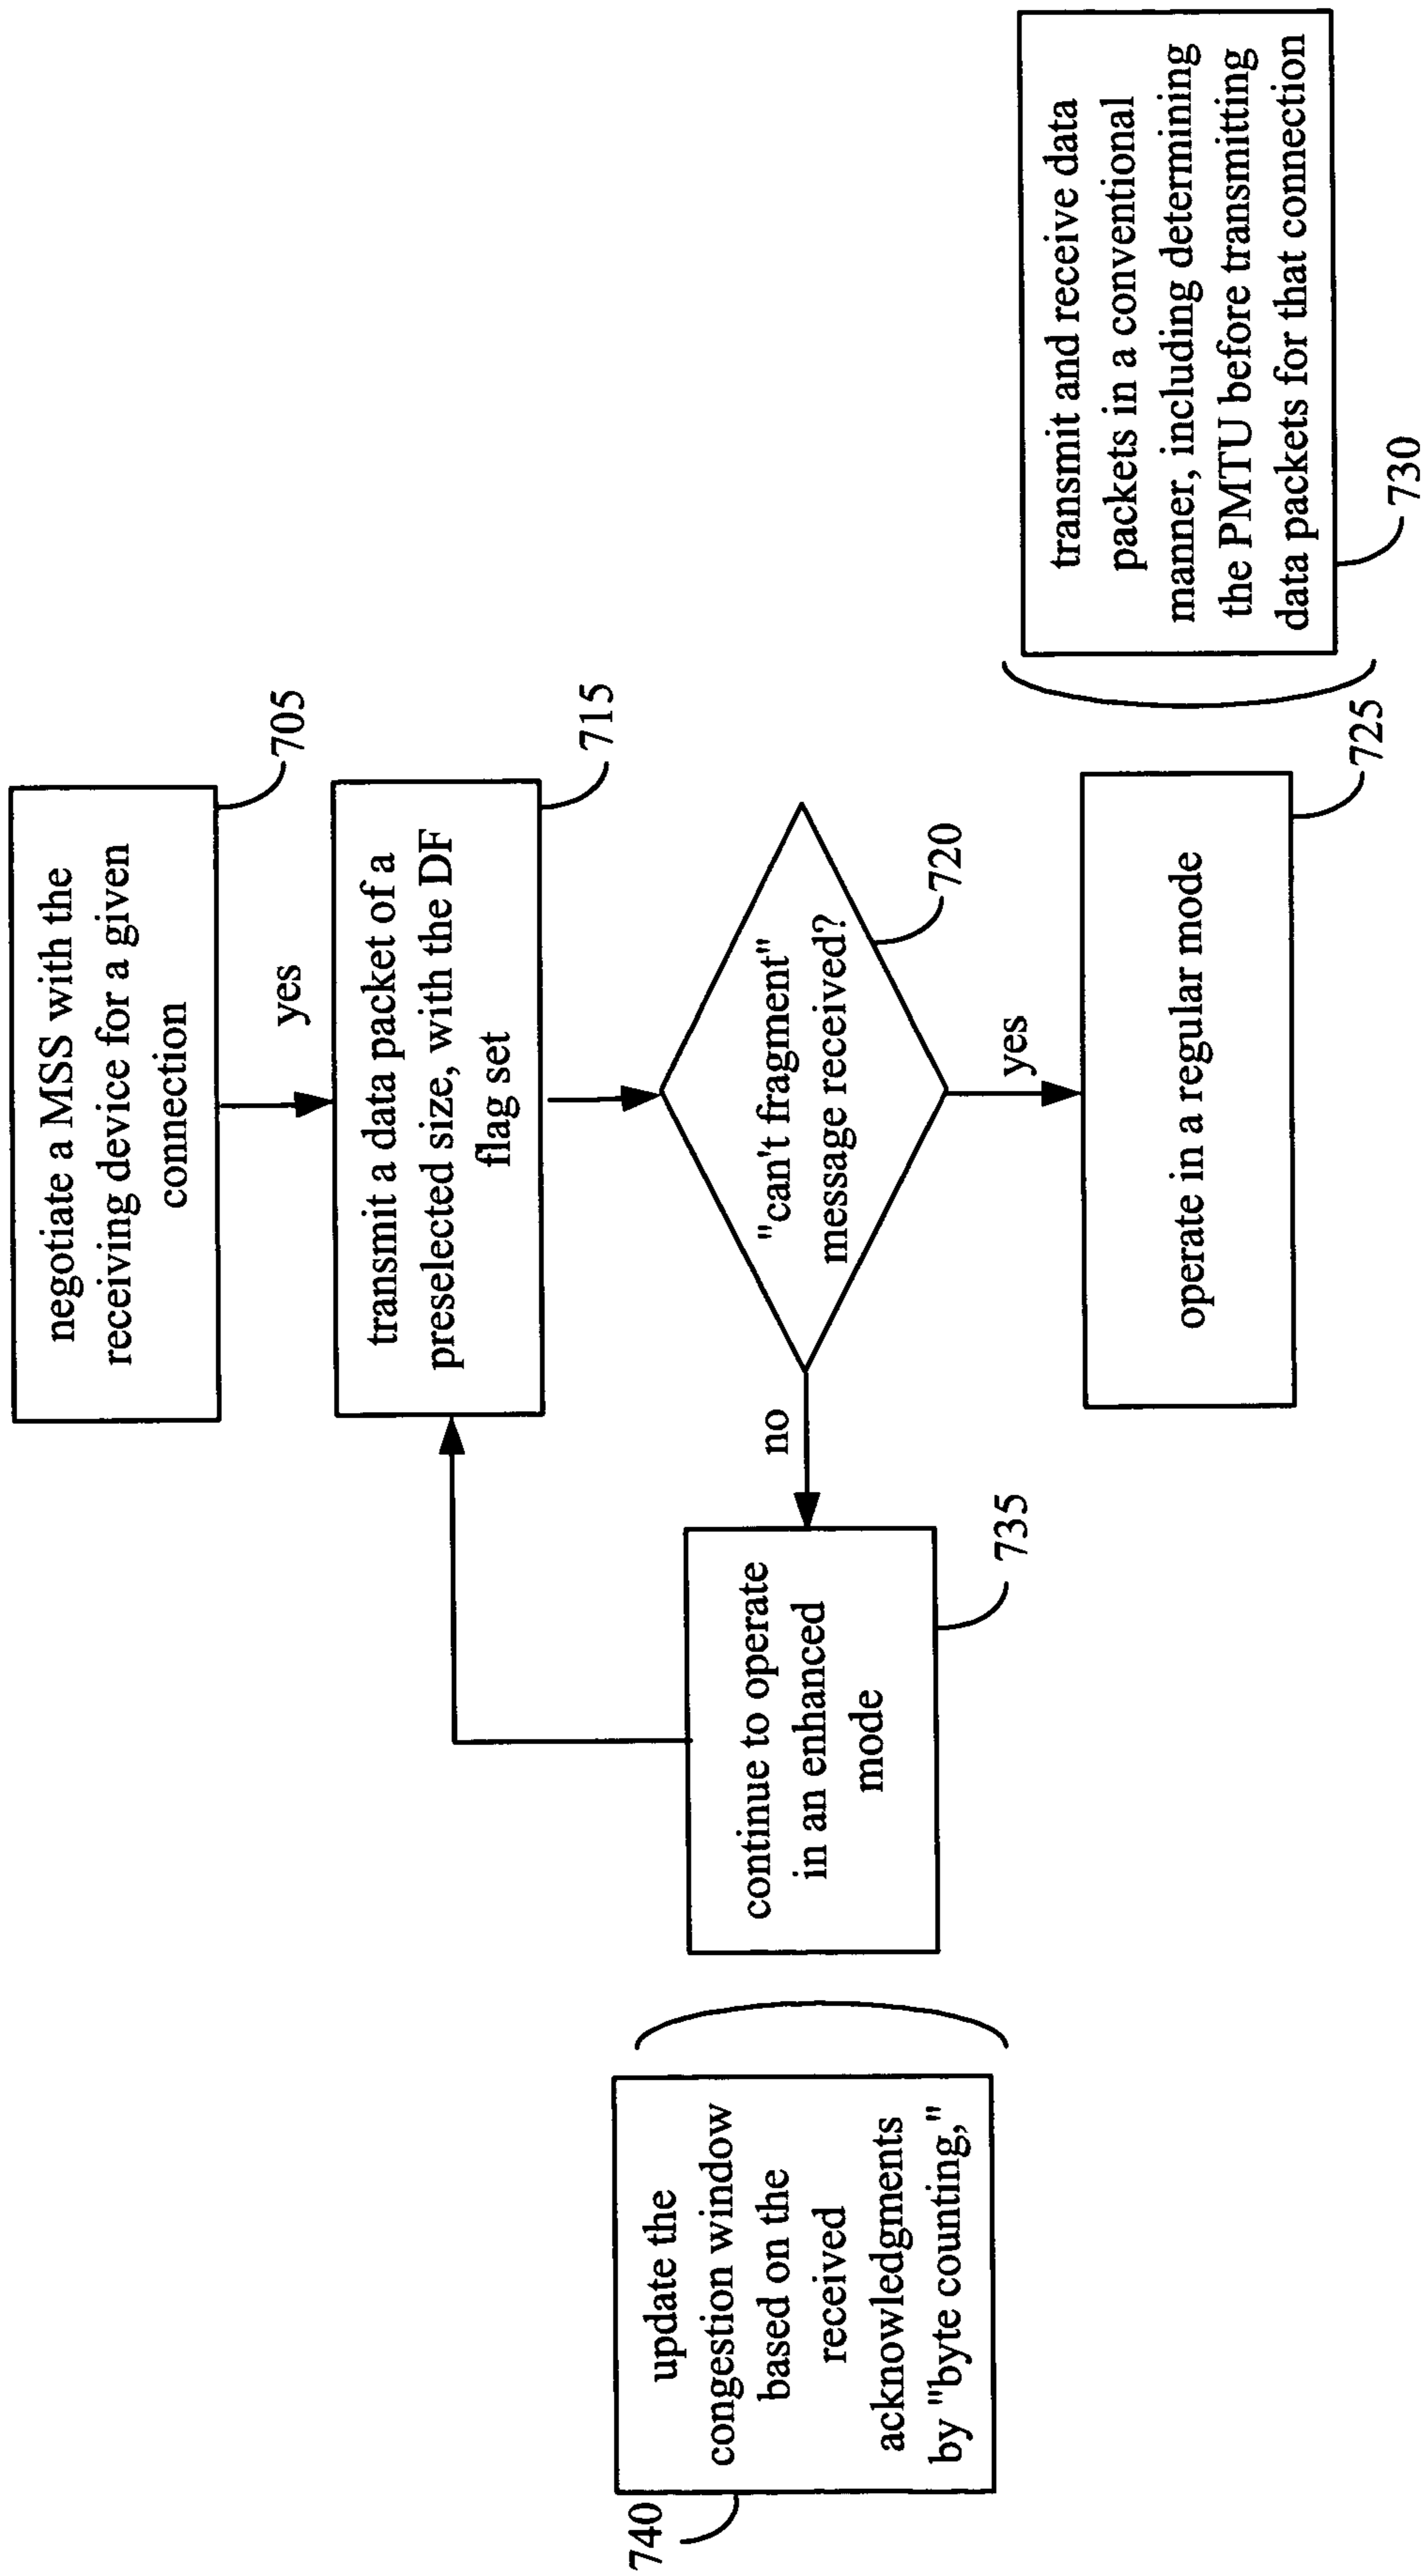 negotiate a MSS with the
receiving device for a given
connection
705
yes
transmit a data packet of a
preselected size, with the DF
flag set
715
"can't fragment"
message received?
720
no
yes
continue to operate
in an enhanced
mode
735
update the
congestion window
based on the
received
acknowledgments
by "byte counting,"
740
operate in a regular mode
725
transmit and receive data
packets in a conventional
manner, including determining
the PMTU before transmitting
data packets for that connection
730